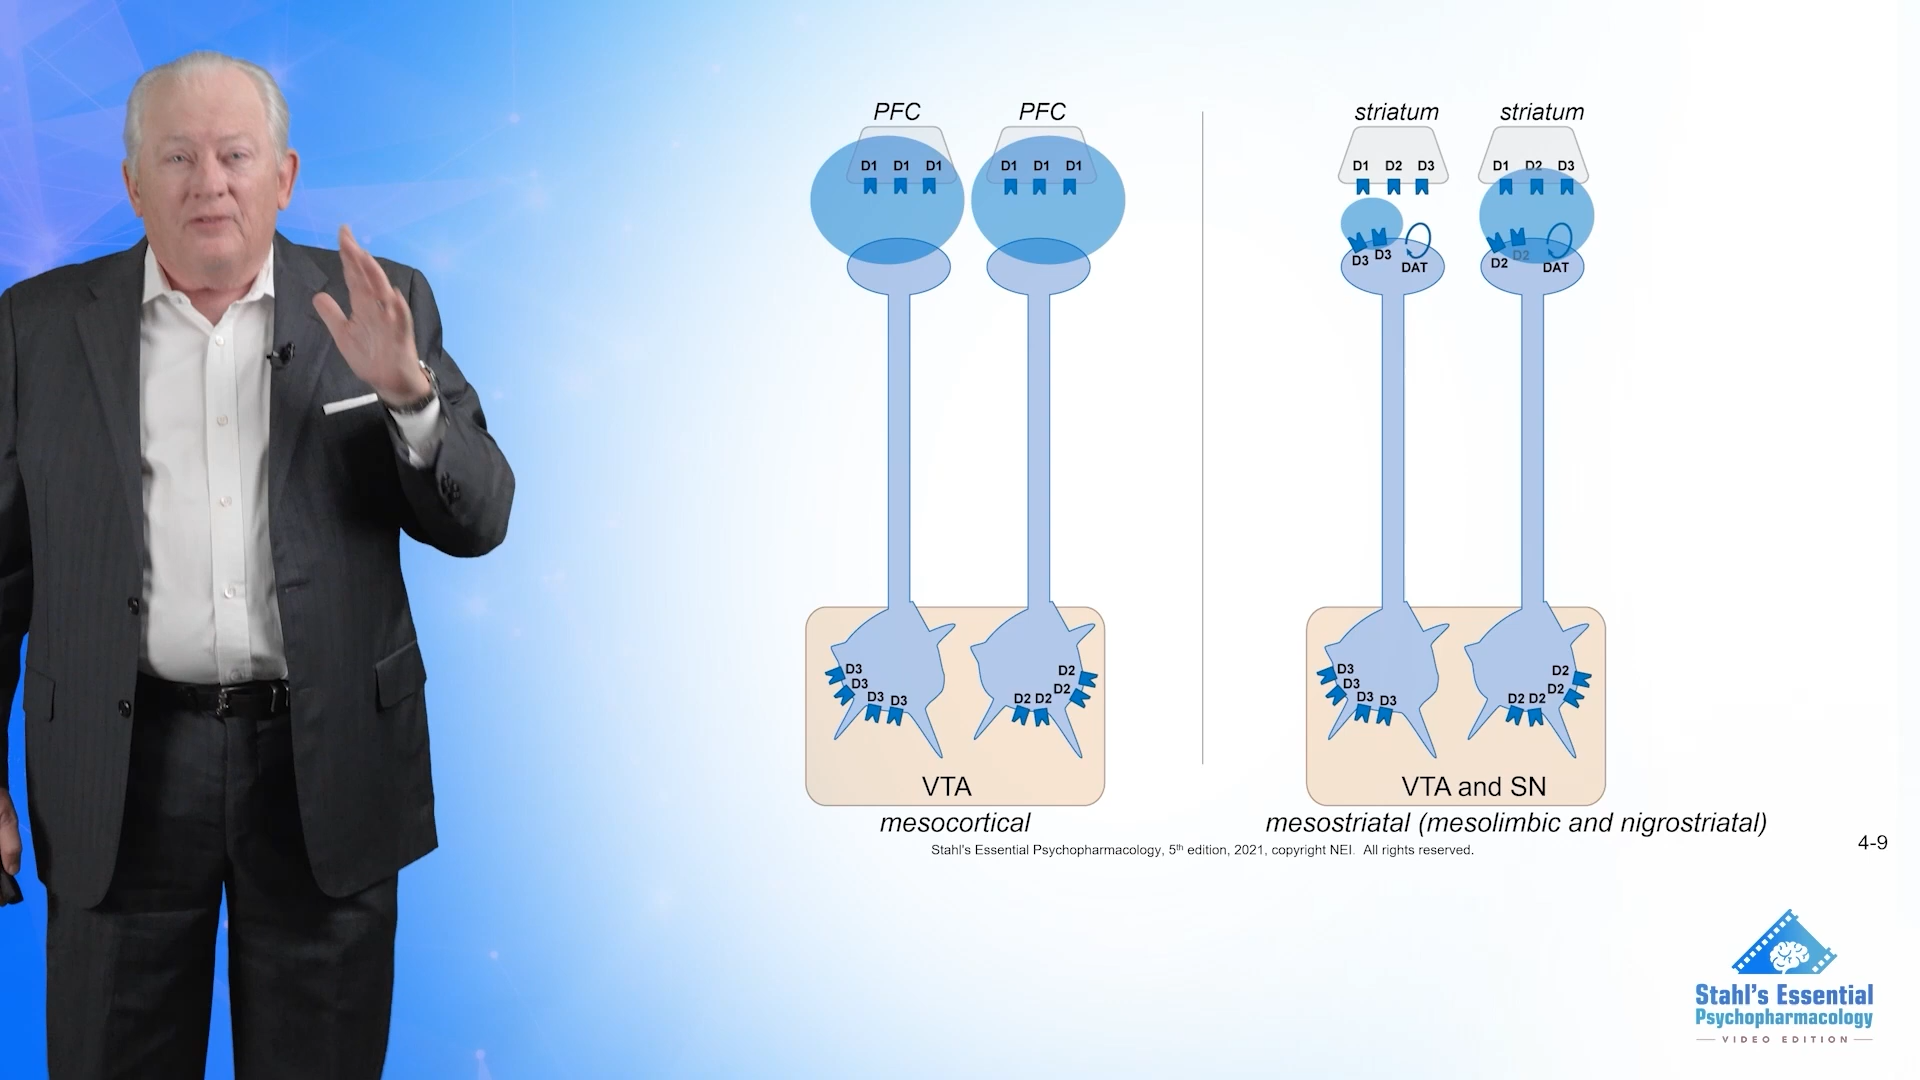 PFC PFC
D1 D1 D1 D1 D1 D1
VTA
D3 D3 D3 D3
D2 D2 D2 D2
mesocortical
striatum striatum
D1 D2 D3 D1 D2 D3
D3 D3 DAT
D2 D2 DAT
D3 D3 D3 D3
D2 D2 D2 D2
VTA and SN
mesostriatal (mesolimbic and nigrostriatal)
Stahl's Essential Psychopharmacology, 5th edition, 2021, copyright NEI. All rights reserved.
4-9
Stahl's Essential
Psychopharmacology
VIDEO EDITION